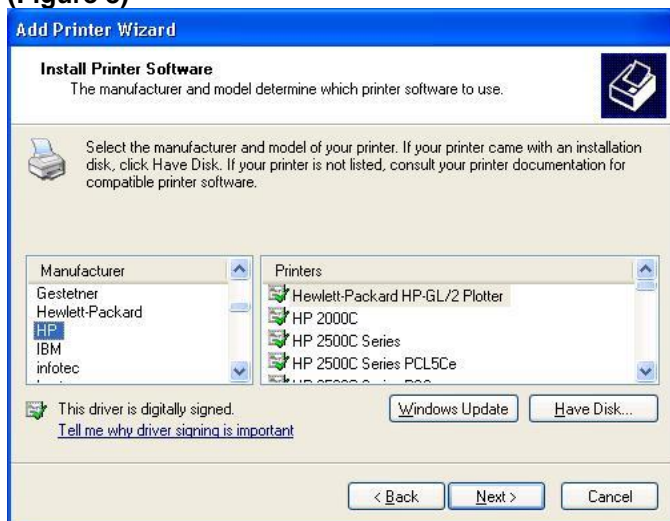 (Figure 8)
Add Printer Wizard
Install Printer Software
The manufacturer and model determine which printer software to use.
Select the manufacturer and model of your printer. If your printer came with an installation
disk, click Have Disk. If your printer is not listed, consult your printer documentation for
compatible printer software.
Manufacturer
Gestetner
Hewlett-Packard
HP
IBM
infotec
Printers
Hewlett-Packard HP-GL/2 Plotter
HP 2000C
HP 2500C Series
HP 2500C Series PCL5Ce
This driver is digitally signed.
Tell me why driver signing is important
Windows Update
Have Disk...
< Back
Next >
Cancel